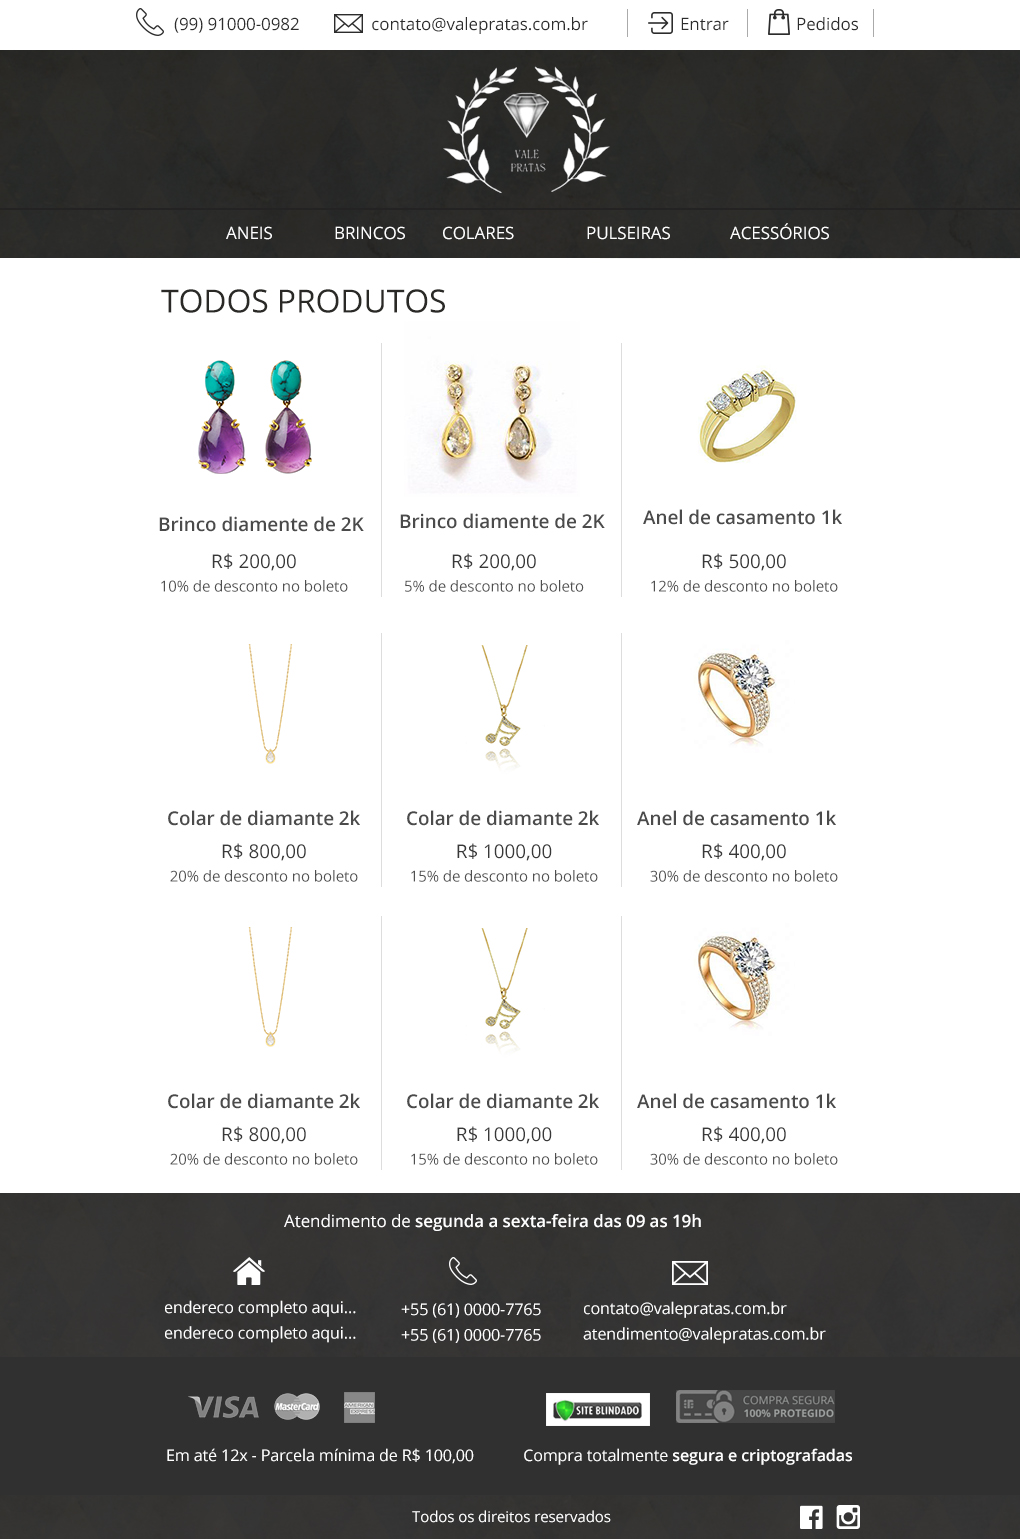 (99) 91000-0982
contato@valepratas.com.br
Entrar
Pedidos
VALE
PRATAS
ANEIS
BRINCOS
COLARES
PULSEIRAS
ACESSÓRIOS
TODOS PRODUTOS
Brinco diamente de 2K
R$ 200,00
10% de desconto no boleto
Brinco diamente de 2K
R$ 200,00
5% de desconto no boleto
Anel de casamento 1k
R$ 500,00
12% de desconto no boleto
Colar de diamante 2k
R$ 800,00
20% de desconto no boleto
Colar de diamante 2k
R$ 1000,00
15% de desconto no boleto
Anel de casamento 1k
R$ 400,00
30% de desconto no boleto
Colar de diamante 2k
R$ 800,00
20% de desconto no boleto
Colar de diamante 2k
R$ 1000,00
15% de desconto no boleto
Anel de casamento 1k
R$ 400,00
30% de desconto no boleto
Atendimento de segunda a sexta-feira das 09 as 19h
endereco completo aqui...
endereco completo aqui...
+55 (61) 0000-7765
+55 (61) 0000-7765
contato@valepratas.com.br
atendimento@valepratas.com.br
VISA
MasterCard
AMERICAN
EXPRESS
SITE BLINDADO
COMPRA SEGURA
100% PROTEGIDO
Em até 12x - Parcela mínima de R$ 100,00
Compra totalmente segura e criptografadas
Todos os direitos reservados